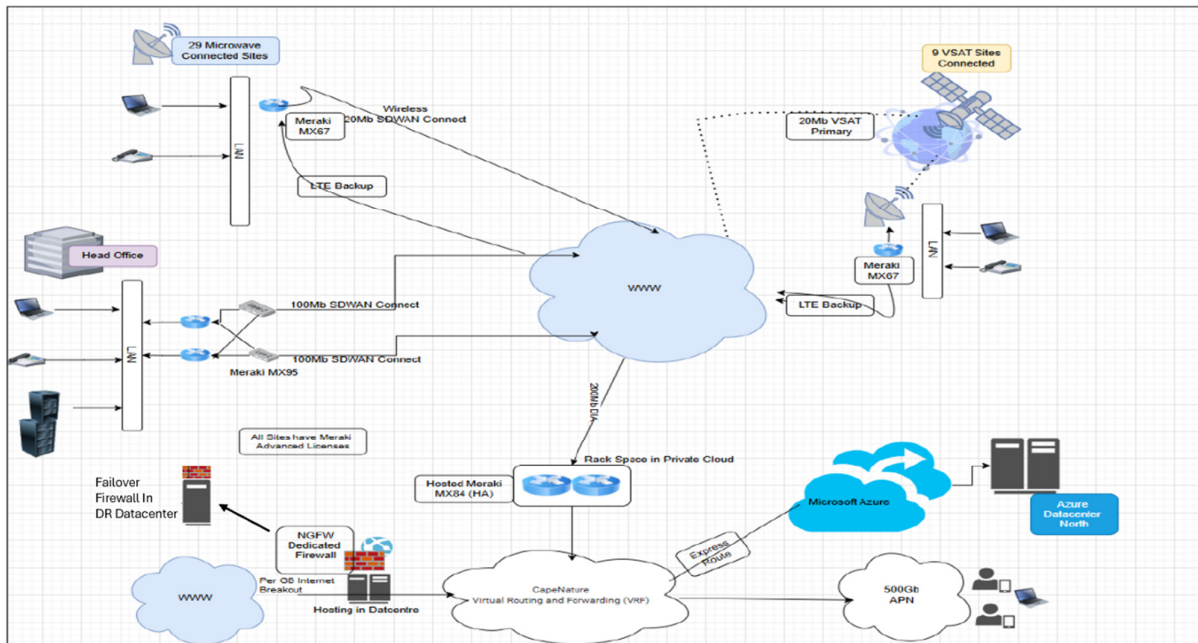 29 Microwave
Connected Sites
9 VSAT Sites
Connected
Wireless
20Mb SDWAN Connect
Meraki
MX67
LAN
LTE Backup
20Mb VSAT
Primary
Head Office
WWW
Meraki
MX67
LAN
LTE Backup
100Mb SDWAN Connect
LAN
100Mb SDWAN Connect
Meraki MX95
200Mb DIA
All Sites have Meraki
Advanced Licenses
Rack Space in Private Cloud
Hosted Meraki
MX84 (HA)
Microsoft Azure
Azure
Datacenter
North
Failover
Firewall In
DR Datacenter
NGFW
Dedicated
Firewall
Express
Route
WWW
Per GB Internet
Breakout
Hosting in Datacentre
CapeNature
Virtual Routing and Forwarding (VRF)
500Gb
APN